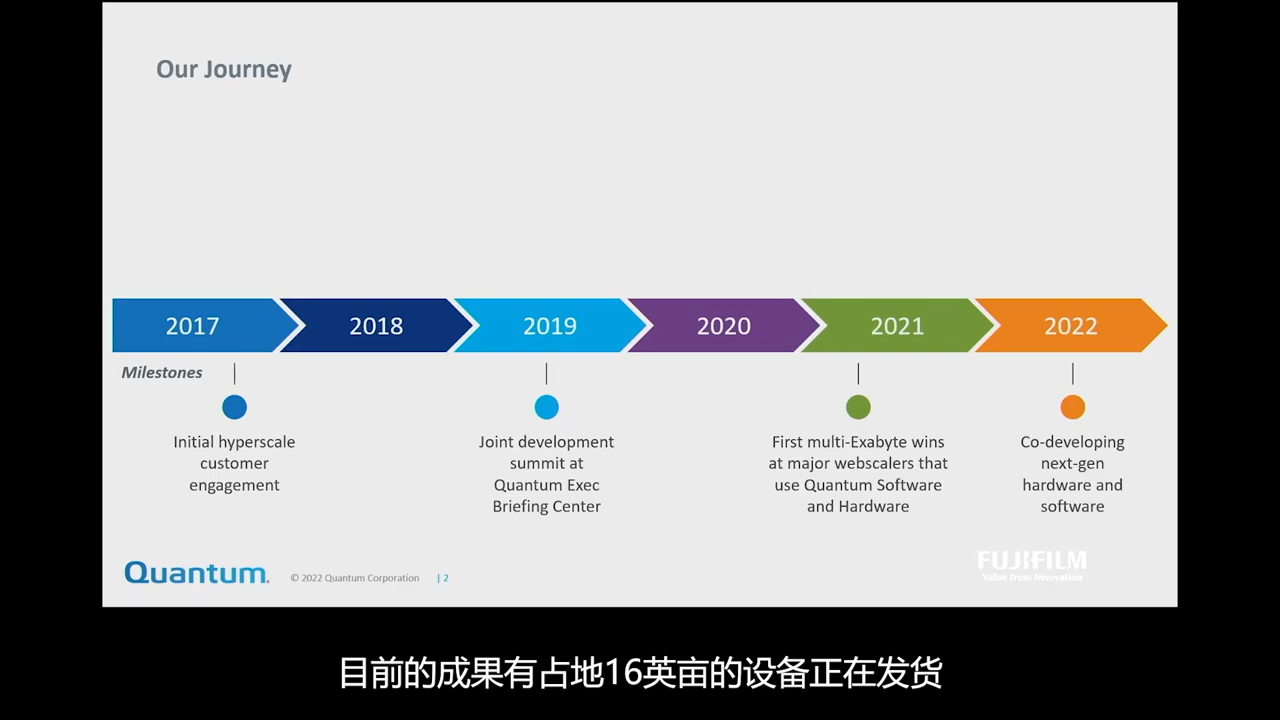 Our Journey
2017 2018 2019 2020 2021 2022
Milestones
Initial hyperscale
customer
engagement
Joint development
summit at
Quantum Exec
Briefing Center
First multi-Exabyte wins
at major webscalers that
use Quantum Software
and Hardware
Co-developing
next-gen
hardware and
software
Quantum.
© 2022 Quantum Corporation | 2
FUJIFILM
Value from Innovation
目前的成果有占地16英亩的设备正在发货